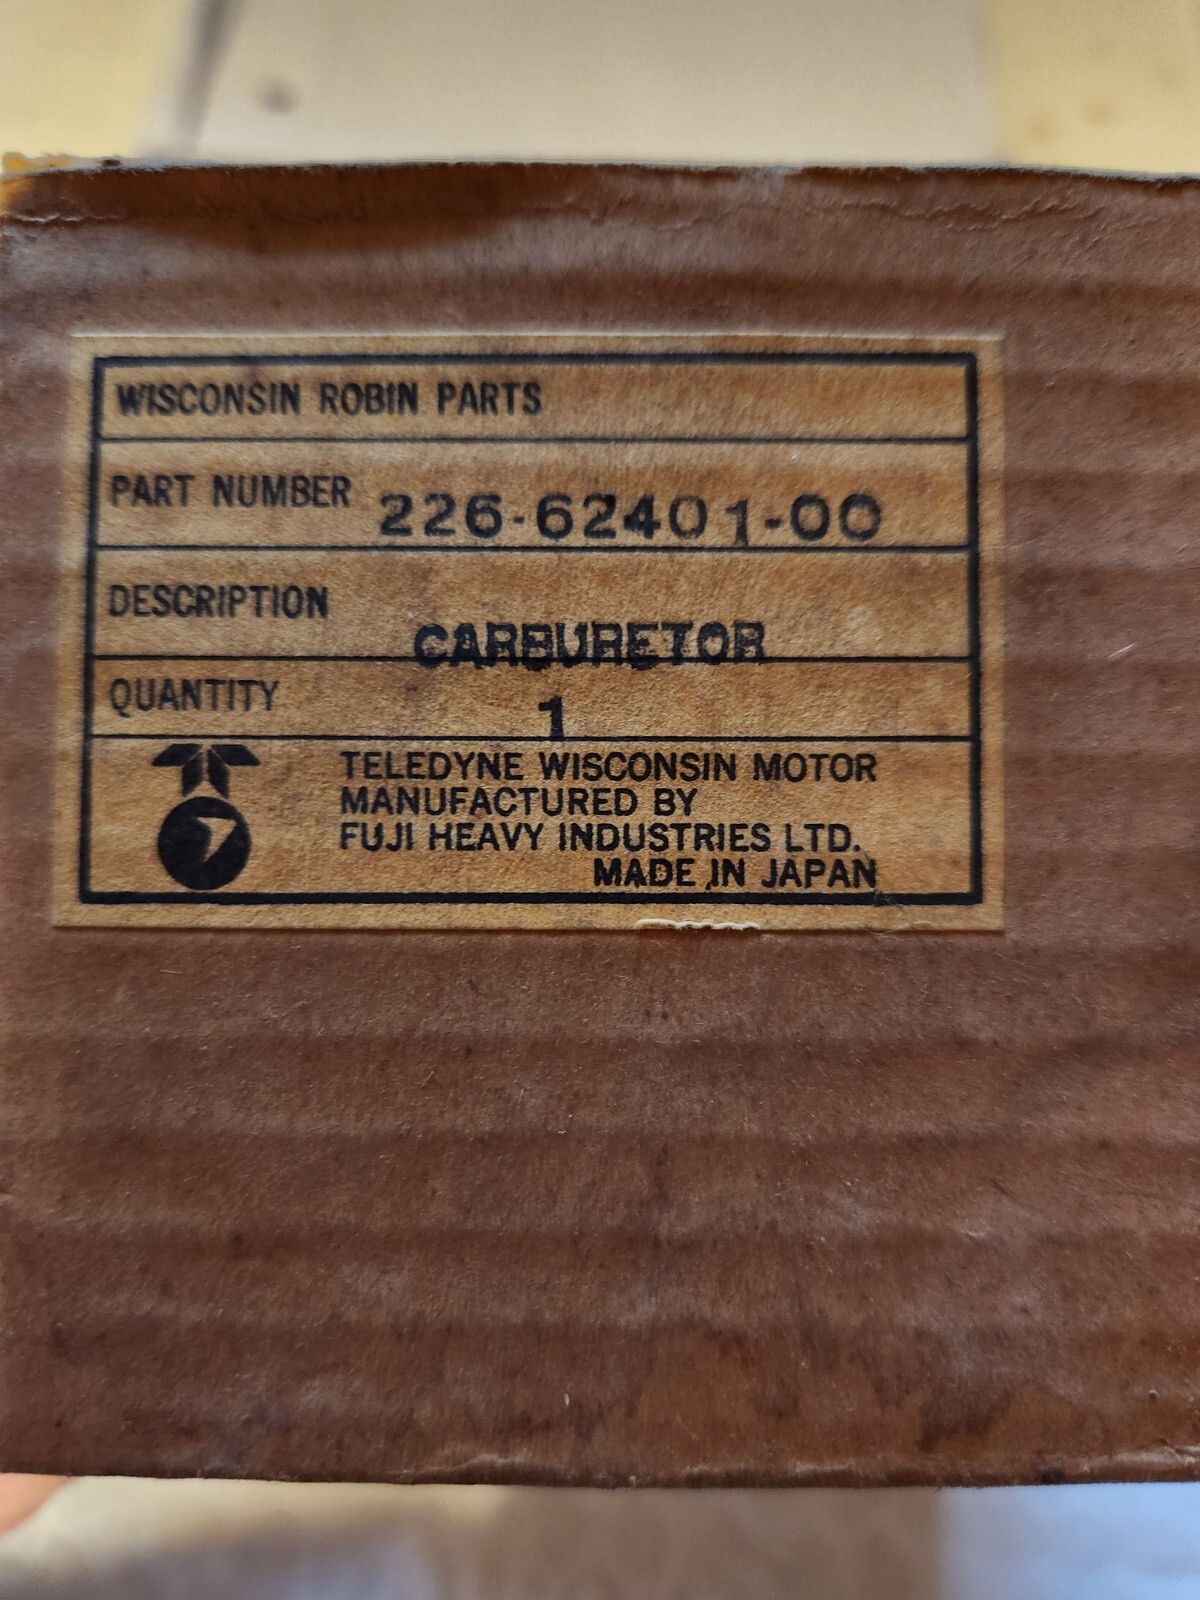 WISCONSIN ROBIN PARTS
PART NUMBER 226-62401-00
DESCRIPTION
CARBURETOR
QUANTITY 1
TELEDYNE WISCONSIN MOTOR
MANUFACTURED BY
FUJI HEAVY INDUSTRIES LTD.
MADE IN JAPAN